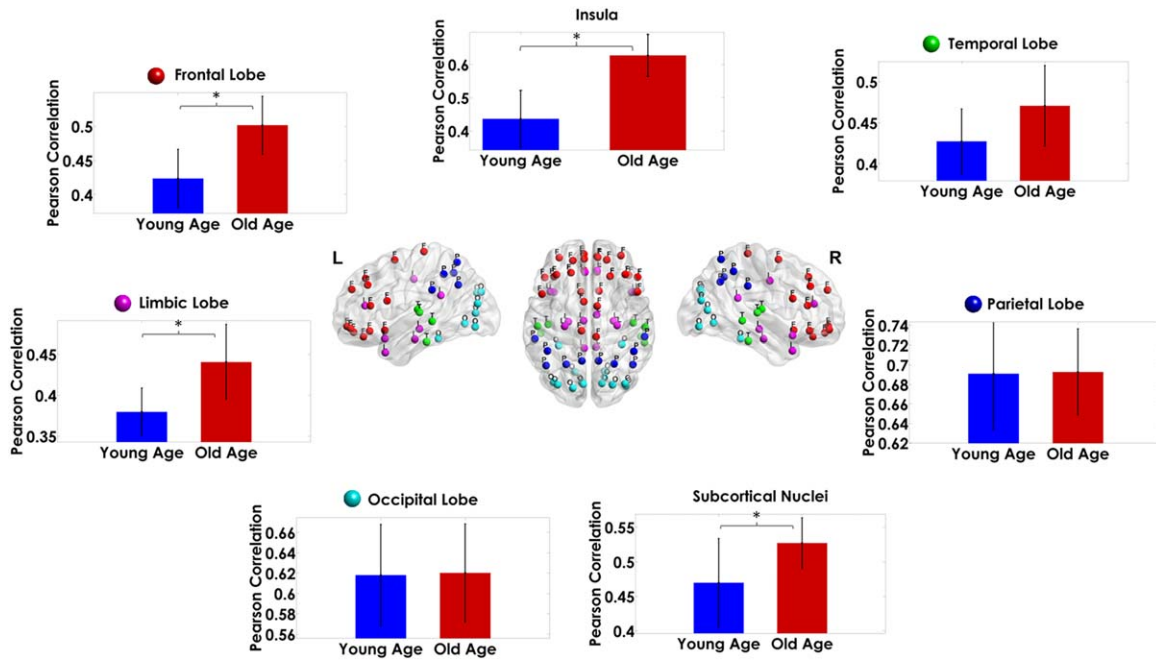 Insula
Pearson Correlation
0.6
0.5
0.4
*
Young Age Old Age
Frontal Lobe
Pearson Correlation
0.5
0.45
0.4
*
Young Age Old Age
Temporal Lobe
Pearson Correlation
0.5
0.45
0.4
Young Age Old Age
L
R
Limbic Lobe
Pearson Correlation
0.45
0.4
0.35
*
Young Age Old Age
Parietal Lobe
Pearson Correlation
0.74
0.72
0.7
0.68
0.66
0.64
0.62
Young Age Old Age
Occipital Lobe
Pearson Correlation
0.66
0.64
0.62
0.6
0.58
0.56
Young Age Old Age
Subcortical Nuclei
Pearson Correlation
0.55
0.5
0.45
0.4
*
Young Age Old Age